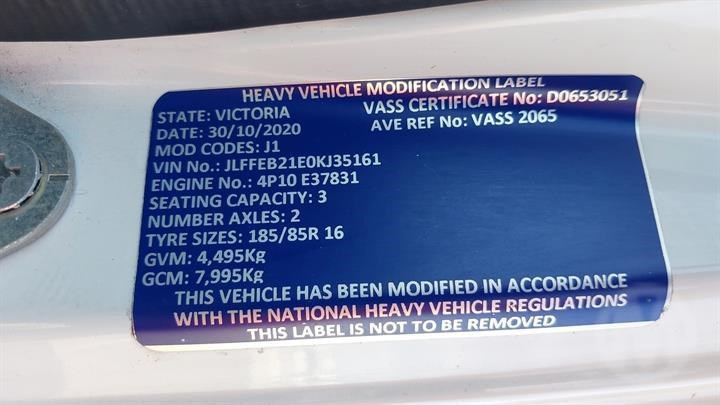 HEAVY VEHICLE MODIFICATION LABEL
STATE: VICTORIA VASS CERTIFICATE No: D0653051
DATE: 30/10/2020 AVE REF No: VASS 2065
MOD CODES: J1
VIN No.: JLFFEB21E0KJ35161
ENGINE No.: 4P10 E37831
SEATING CAPACITY: 3
NUMBER AXLES: 2
TYRE SIZES: 185/85R 16
GVM: 4,495Kg
GCM: 7,995Kg
THIS VEHICLE HAS BEEN MODIFIED IN ACCORDANCE
WITH THE NATIONAL HEAVY VEHICLE REGULATIONS
THIS LABEL IS NOT TO BE REMOVED